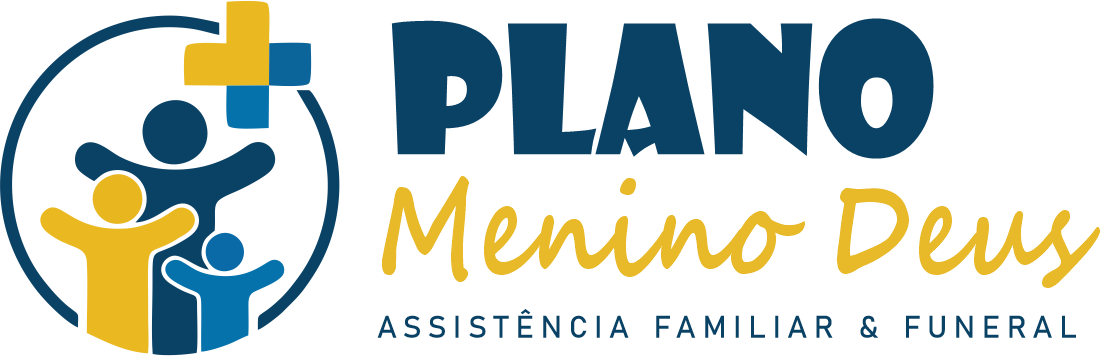 PLANO
Menino Deus
ASSISTÊNCIA FAMILIAR & FUNERAL